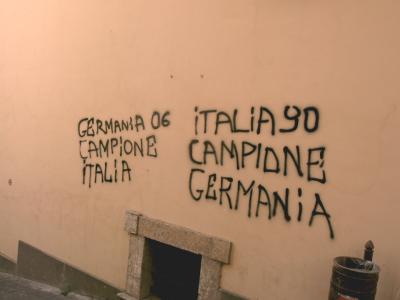 GERMANIA 06
CAMPIONE
iTALiA
iTALiA 90
CAMPIONE
GERMANiA